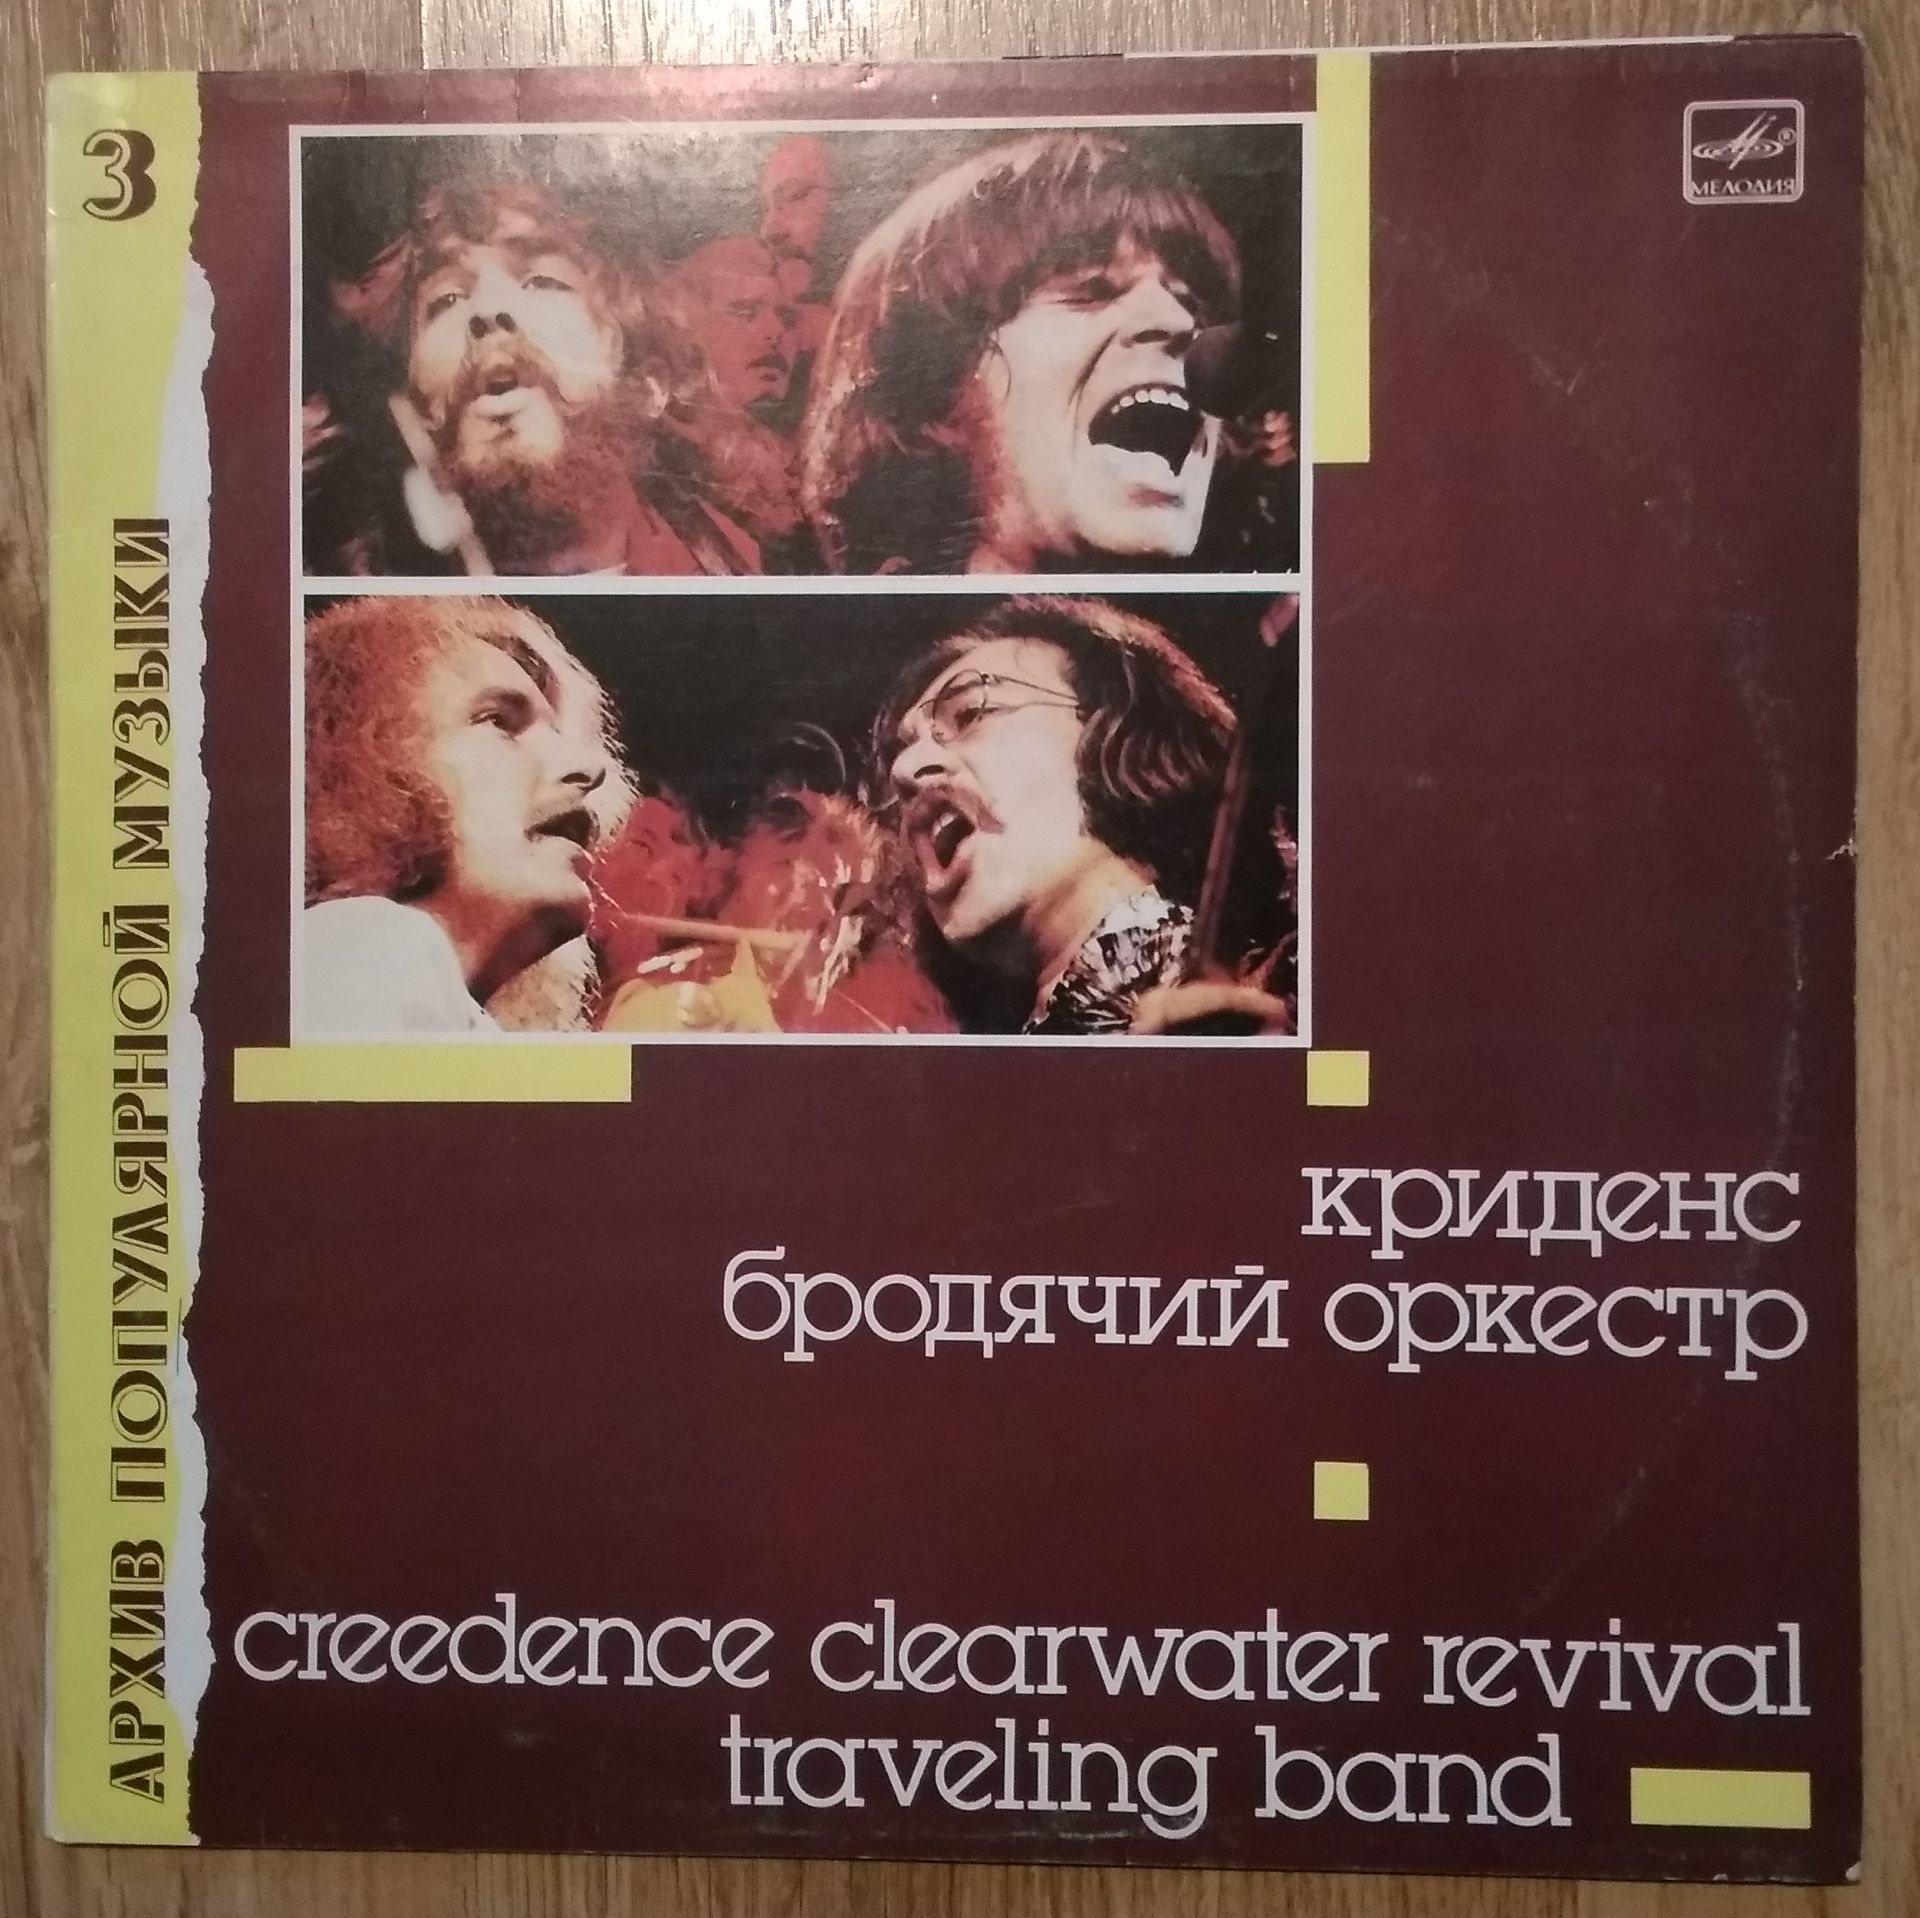 3
АРХИВ ПОПУЛЯРНОЙ МУЗЫКИ
МЕЛОДИЯ
криденс
бродячий оркестр
creedence clearwater revival
traveling band